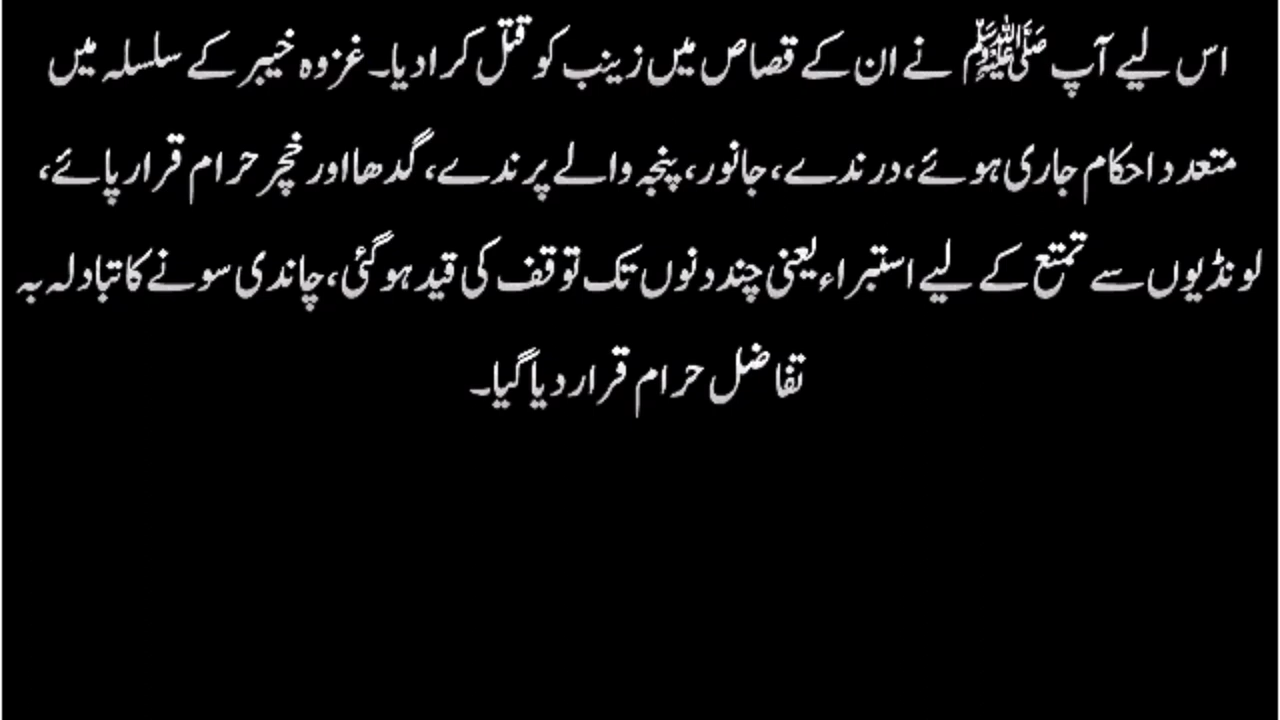 اس لیے آپ ﷺ نے ان کے قصاص میں زینب کو قتل کرا دیا۔ غزوہ خیبر کے سلسلہ میں
متعدد احکام جاری ہوئے، درندے، جانور، پنجہ والے پرندے، گدھا اور خچر حرام قرار پائے،
لونڈیوں سے تمتع کے لیے استبراء یعنی چند دنوں تک توقف کی قید ہو گئی، چاندی سونے کا تبادلہ بہ
تفاضل حرام قرار دیا گیا۔